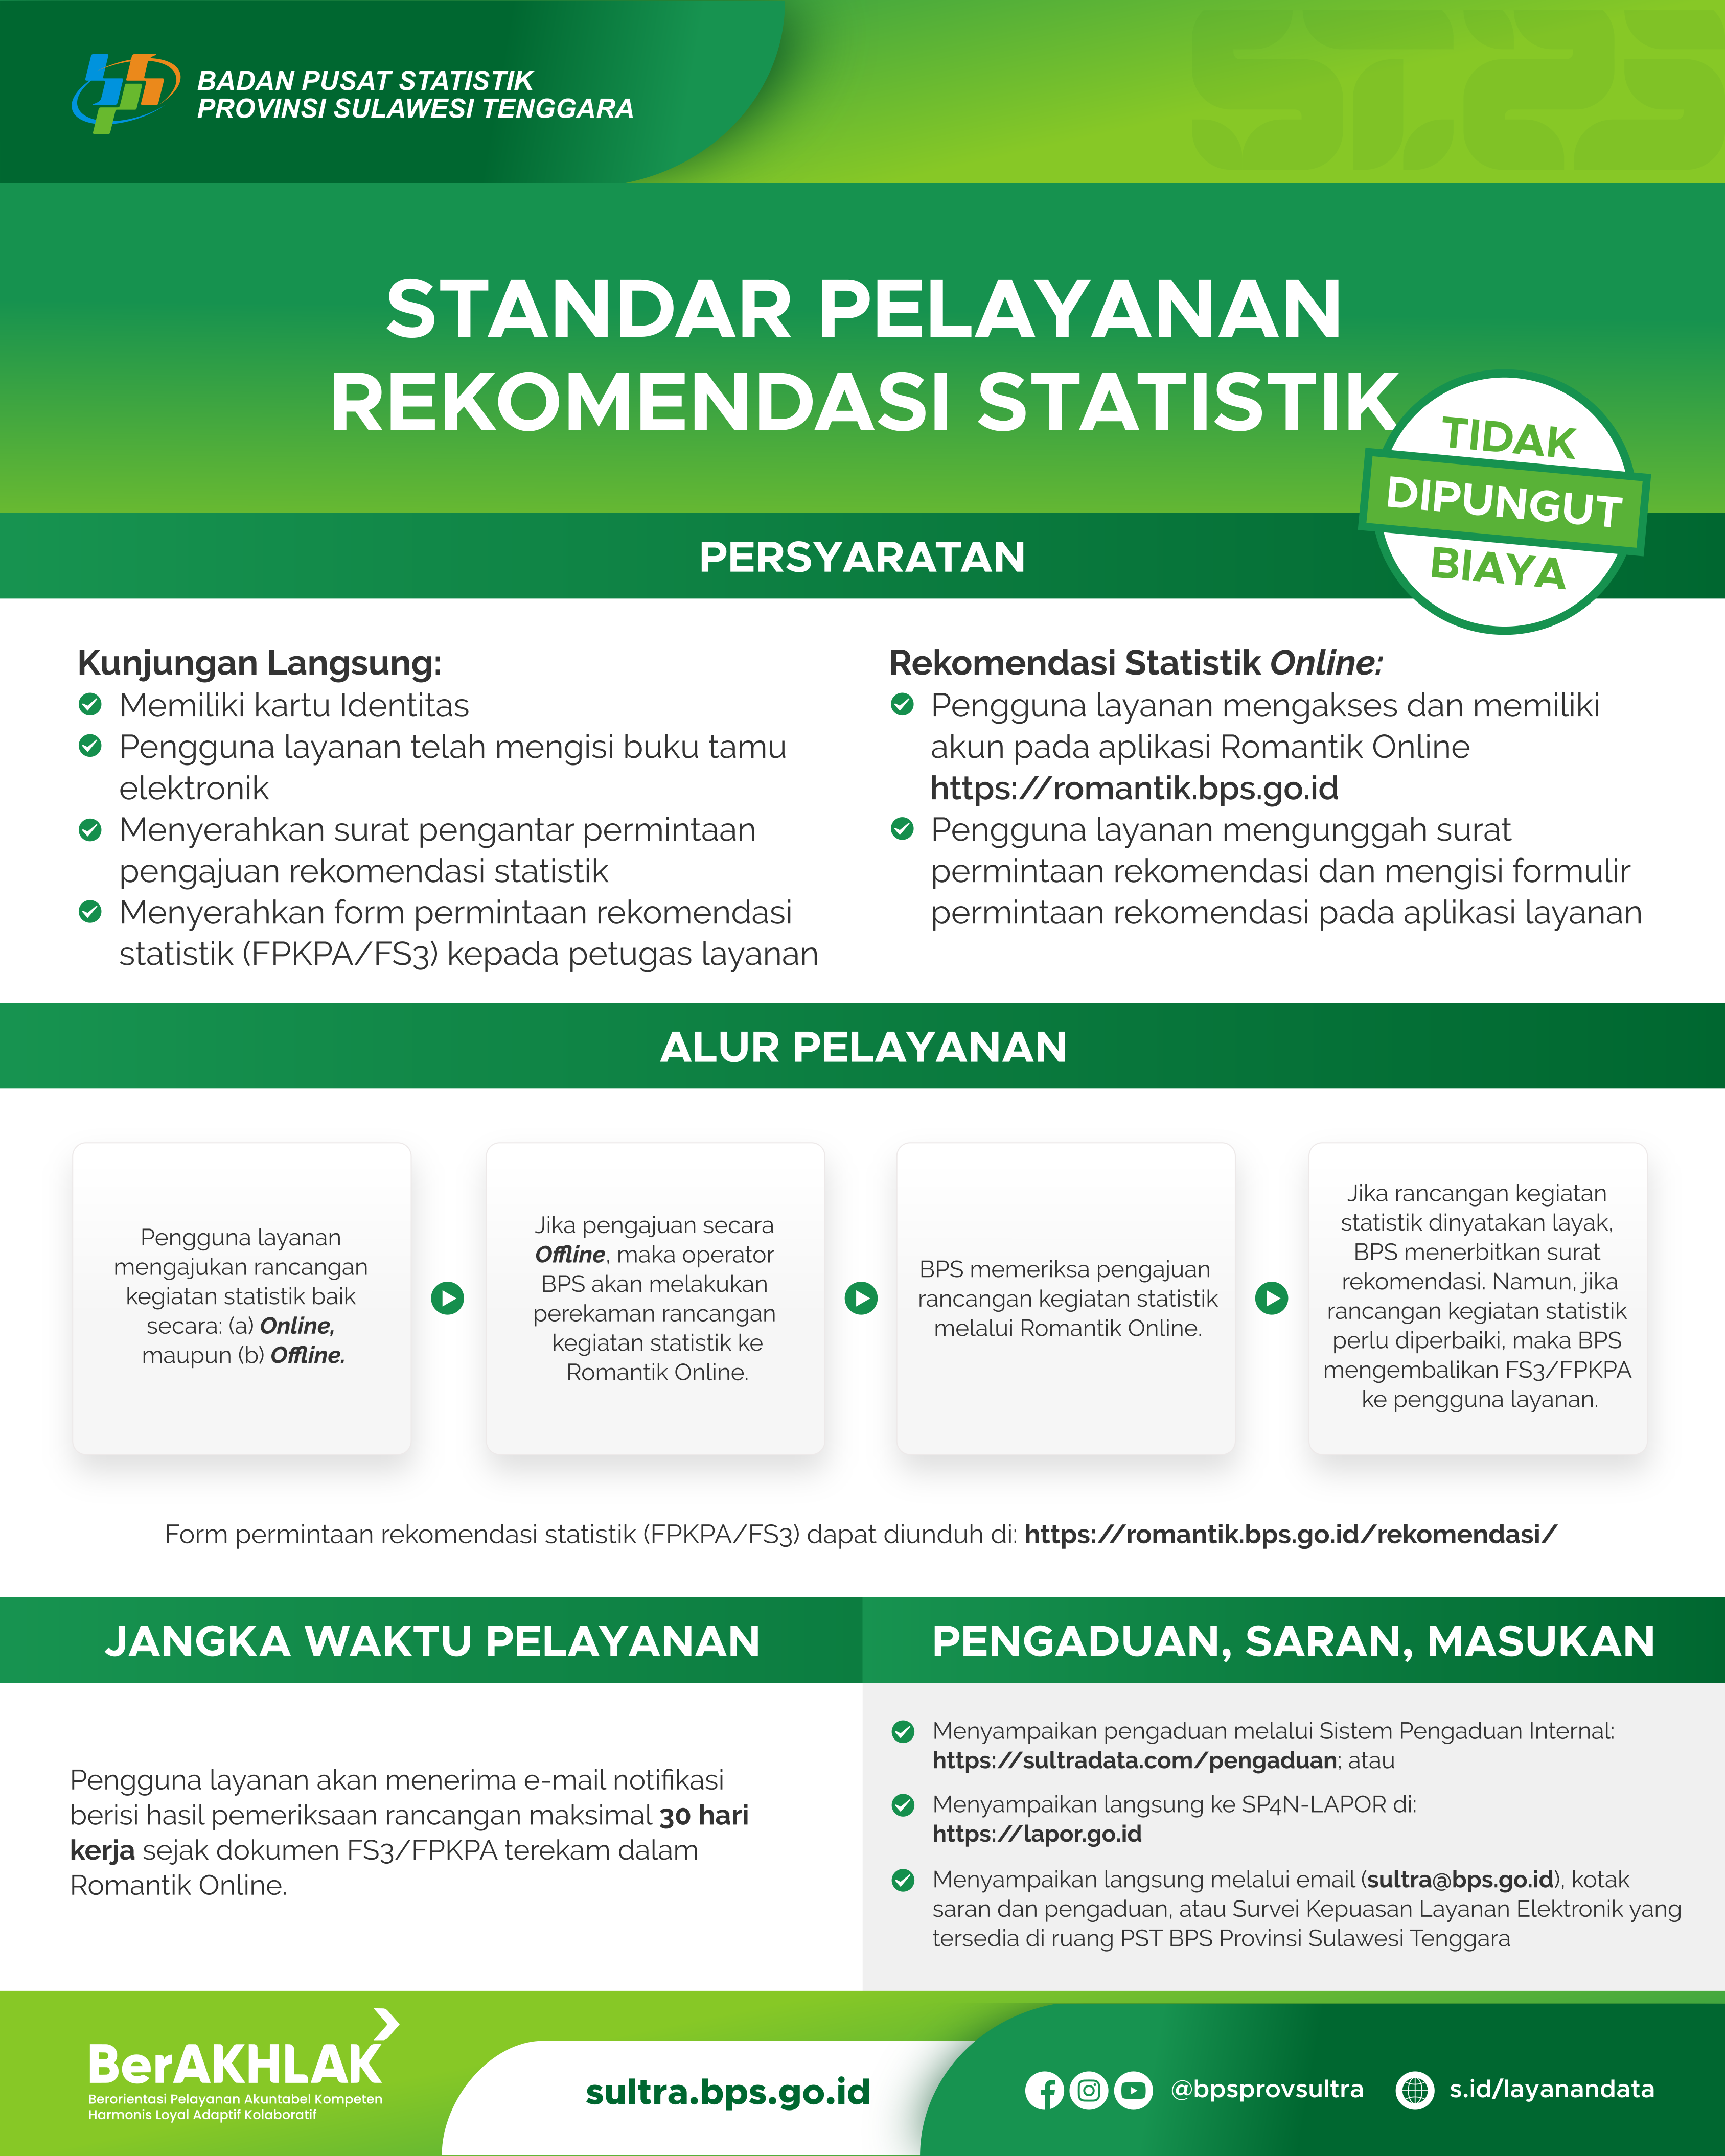 BADAN PUSAT STATISTIK
PROVINSI SULAWESI TENGGARA
ST23
STANDAR PELAYANAN
REKOMENDASI STATISTIK
TIDAK
DIPUNGUT
BIAYA
PERSYARATAN
Kunjungan Langsung:
Memiliki kartu Identitas
Pengguna layanan telah mengisi buku tamu
elektronik
Menyerahkan surat pengantar permintaan
pengajuan rekomendasi statistik
Menyerahkan form permintaan rekomendasi
statistik (FPKPA/FS3) kepada petugas layanan
Rekomendasi Statistik Online:
Pengguna layanan mengakses dan memiliki
akun pada aplikasi Romantik Online
https://romantik.bps.go.id
Pengguna layanan mengunggah surat
permintaan rekomendasi dan mengisi formulir
permintaan rekomendasi pada aplikasi layanan
ALUR PELAYANAN
Pengguna layanan
mengajukan rancangan
kegiatan statistik baik
secara: (a) Online,
maupun (b) Offline.
Jika pengajuan secara
Offline, maka operator
BPS akan melakukan
perekaman rancangan
kegiatan statistik ke
Romantik Online.
BPS memeriksa pengajuan
rancangan kegiatan statistik
melalui Romantik Online.
Jika rancangan kegiatan
statistik dinyatakan layak,
BPS menerbitkan surat
rekomendasi. Namun, jika
rancangan kegiatan statistik
perlu diperbaiki, maka BPS
mengembalikan FS3/FPKPA
ke pengguna layanan.
Form permintaan rekomendasi statistik (FPKPA/FS3) dapat diunduh di: https://romantik.bps.go.id/rekomendasi/
JANGKA WAKTU PELAYANAN
Pengguna layanan akan menerima e-mail notifikasi
berisi hasil pemeriksaan rancangan maksimal 30 hari
kerja sejak dokumen FS3/FPKPA terekam dalam
Romantik Online.
PENGADUAN, SARAN, MASUKAN
Menyampaikan pengaduan melalui Sistem Pengaduan Internal:
https://sultradata.com/pengaduan; atau
Menyampaikan langsung ke SP4N-LAPOR di:
https://lapor.go.id
Menyampaikan langsung melalui email (sultra@bps.go.id), kotak
saran dan pengaduan, atau Survei Kepuasan Layanan Elektronik yang
tersedia di ruang PST BPS Provinsi Sulawesi Tenggara
BerAKHLAK
Berorientasi Pelayanan Akuntabel Kompeten
Harmonis Loyal Adaptif Kolaboratif
sultra.bps.go.id
@bpsprovsultra
s.id/layanandata